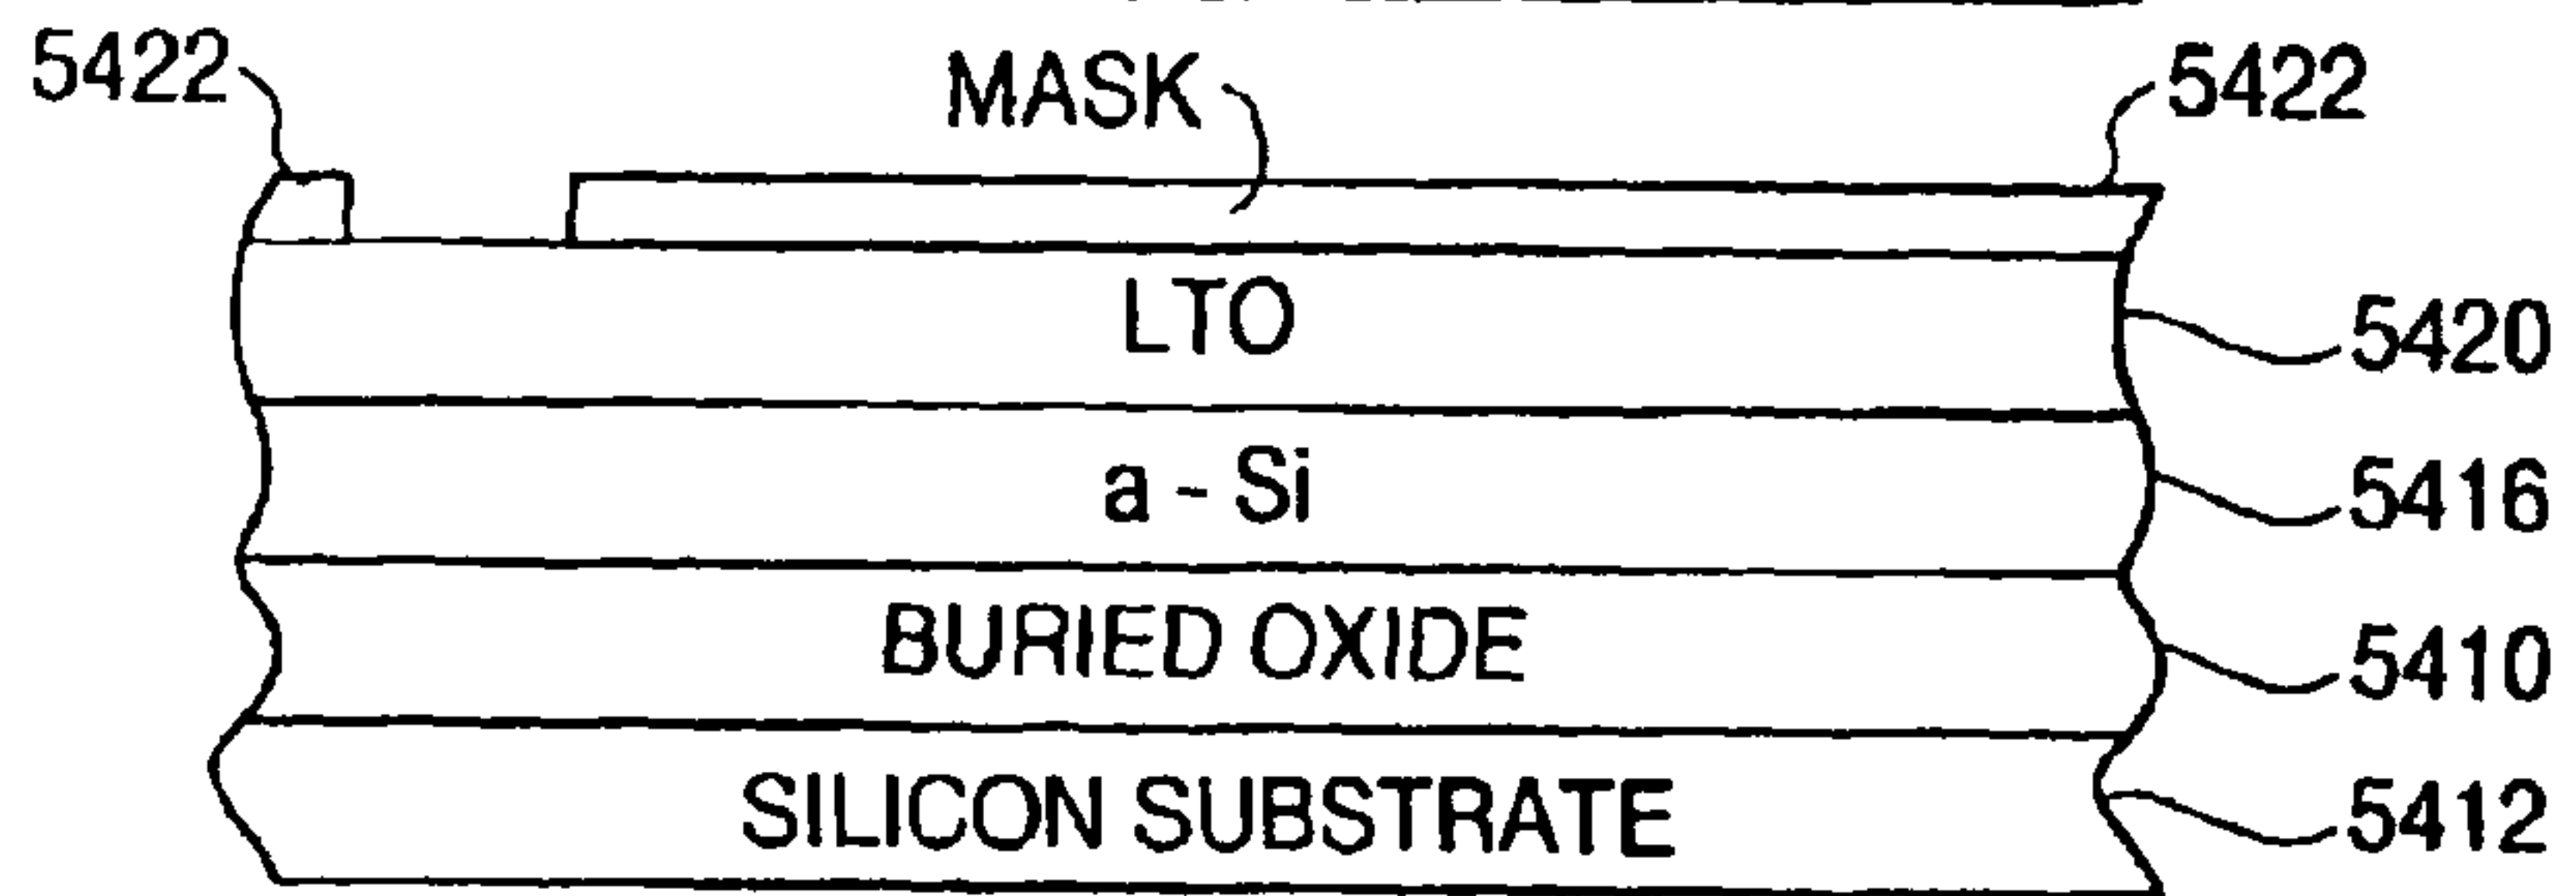 5422
MASK
5422
LTO
5420
a - Si
5416
BURIED OXIDE
5410
SILICON SUBSTRATE
5412